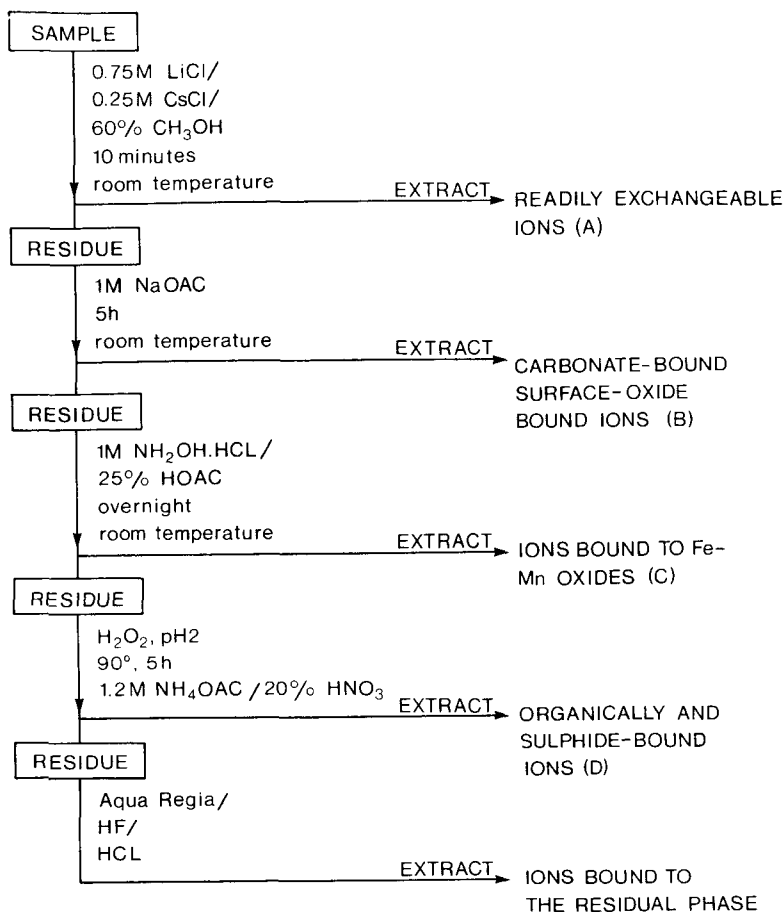 SAMPLE
0.75M LiCl/
0.25M CsCl/
60% CH₃OH
10 minutes
room temperature
EXTRACT
READILY EXCHANGEABLE
IONS (A)
RESIDUE
1M NaOAC
5h
room temperature
EXTRACT
CARBONATE-BOUND
SURFACE-OXIDE
BOUND IONS (B)
RESIDUE
1M NH₂OH.HCL/
25% HOAC
overnight
room temperature
EXTRACT
IONS BOUND TO Fe-
Mn OXIDES (C)
RESIDUE
H₂O₂, pH2
90°, 5h
1.2M NH₄OAC/20% HNO₃
EXTRACT
ORGANICALLY AND
SULPHIDE-BOUND
IONS (D)
RESIDUE
Aqua Regia/
HF/
HCL
EXTRACT
IONS BOUND TO
THE RESIDUAL PHASE